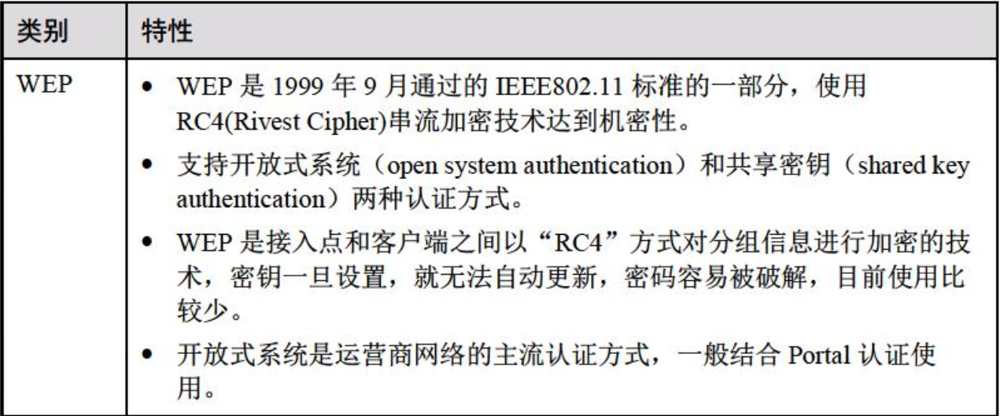 类别 特性
WEP • WEP 是 1999 年 9 月通过的 IEEE802.11 标准的一部分，使用
RC4(Rivest Cipher)串流加密技术达到机密性。
• 支持开放式系统（open system authentication）和共享密钥（shared key
authentication）两种认证方式。
• WEP 是接入点和客户端之间以“RC4”方式对分组信息进行加密的技
术，密钥一旦设置，就无法自动更新，密码容易被破解，目前使用比
较少。
• 开放式系统是运营商网络的主流认证方式，一般结合 Portal 认证使
用。